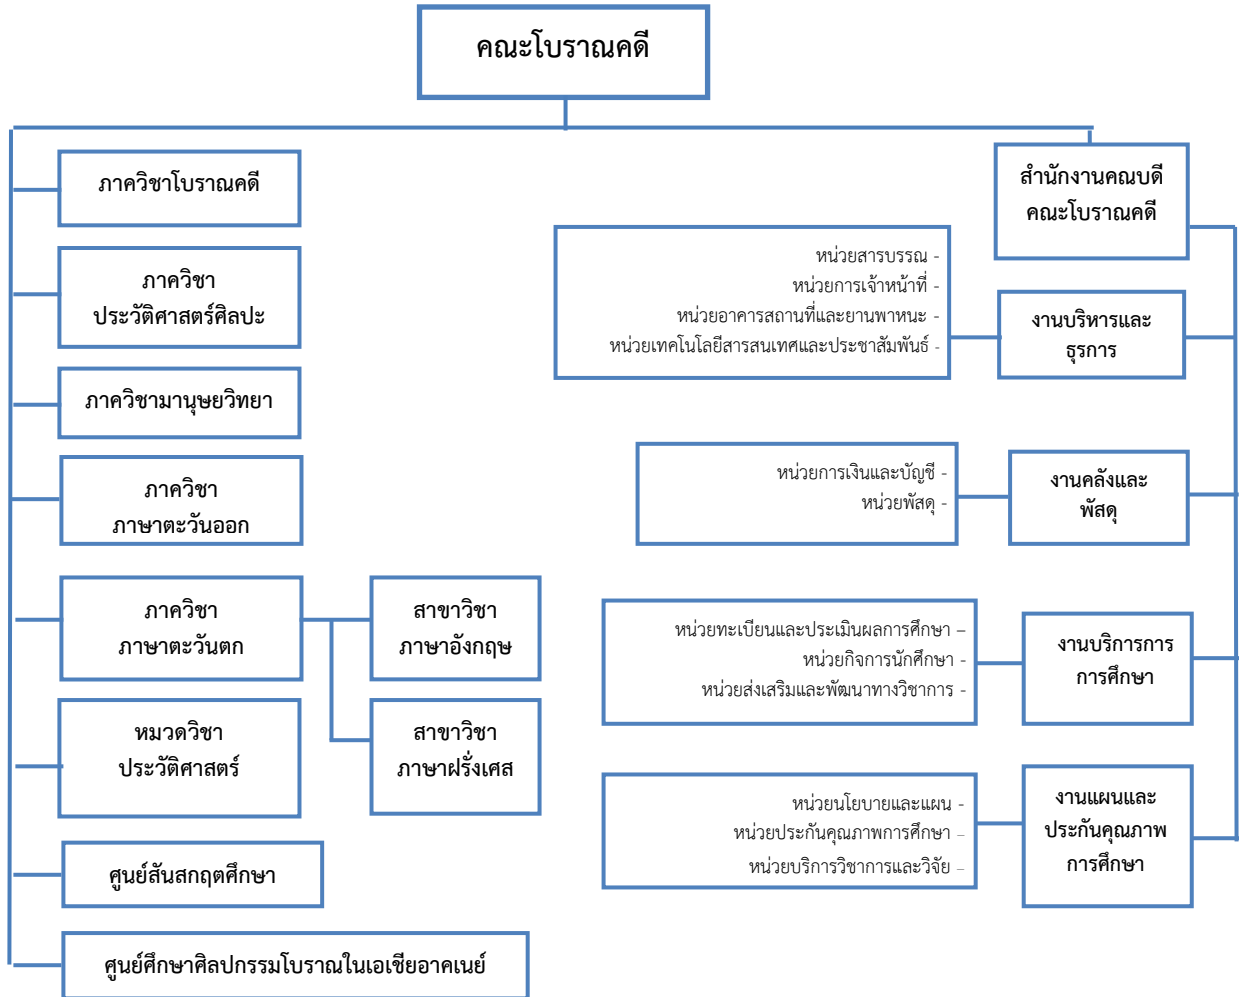 คณะโบราณคดี
ภาควิชาโบราณคดี
ภาควิชา
ประวัติศาสตร์ศิลปะ
ภาควิชามานุษยวิทยา
ภาควิชา
ภาษาตะวันออก
ภาควิชา
ภาษาตะวันตก
สาขาวิชา
ภาษาอังกฤษ
สาขาวิชา
ภาษาฝรั่งเศส
หมวดวิชา
ประวัติศาสตร์
ศูนย์สันสกฤตศึกษา
ศูนย์ศึกษาศิลปกรรมโบราณในเอเชียอาคเนย์
สำนักงานคณบดี
คณะโบราณคดี
งานบริหารและ
ธุรการ
หน่วยสารบรรณ -
หน่วยการเจ้าหน้าที่ -
หน่วยอาคารสถานที่และยานพาหนะ -
หน่วยเทคโนโลยีสารสนเทศและประชาสัมพันธ์ -
งานคลังและ
พัสดุ
หน่วยการเงินและบัญชี -
หน่วยพัสดุ -
งานบริการการ
การศึกษา
หน่วยทะเบียนและประเมินผลการศึกษา –
หน่วยกิจการนักศึกษา -
หน่วยส่งเสริมและพัฒนาทางวิชาการ -
งานแผนและ
ประกันคุณภาพ
การศึกษา
หน่วยนโยบายและแผน -
หน่วยประกันคุณภาพการศึกษา –
หน่วยบริการวิชาการและวิจัย –